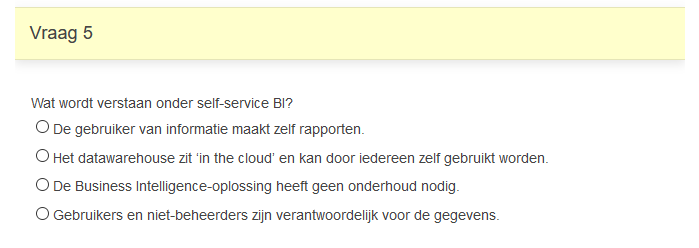 Vraag 5
Wat wordt verstaan onder self-service BI?
De gebruiker van informatie maakt zelf rapporten.
Het datawarehouse zit 'in the cloud' en kan door iedereen zelf gebruikt worden.
De Business Intelligence-oplossing heeft geen onderhoud nodig.
Gebruikers en niet-beheerders zijn verantwoordelijk voor de gegevens.